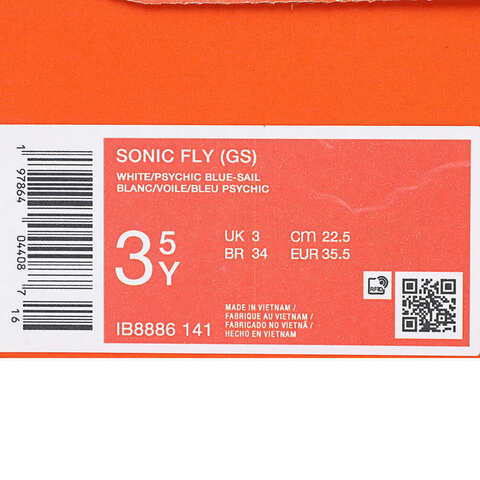 SONIC FLY (GS)
WHITE/PSYCHIC BLUE-SAIL
BLANC/VOILE/BLEU PSYCHIC
3 5 Y
UK 3 cm 22.5
BR 34 EUR 35.5
RFID
IB8886 141
MADE IN VIETNAM /
FABRIQUE AU VIETNAM /
FABRICADO NO VIETNÃ /
HECHO EN VIETNAM
1 97864 04408 7 16